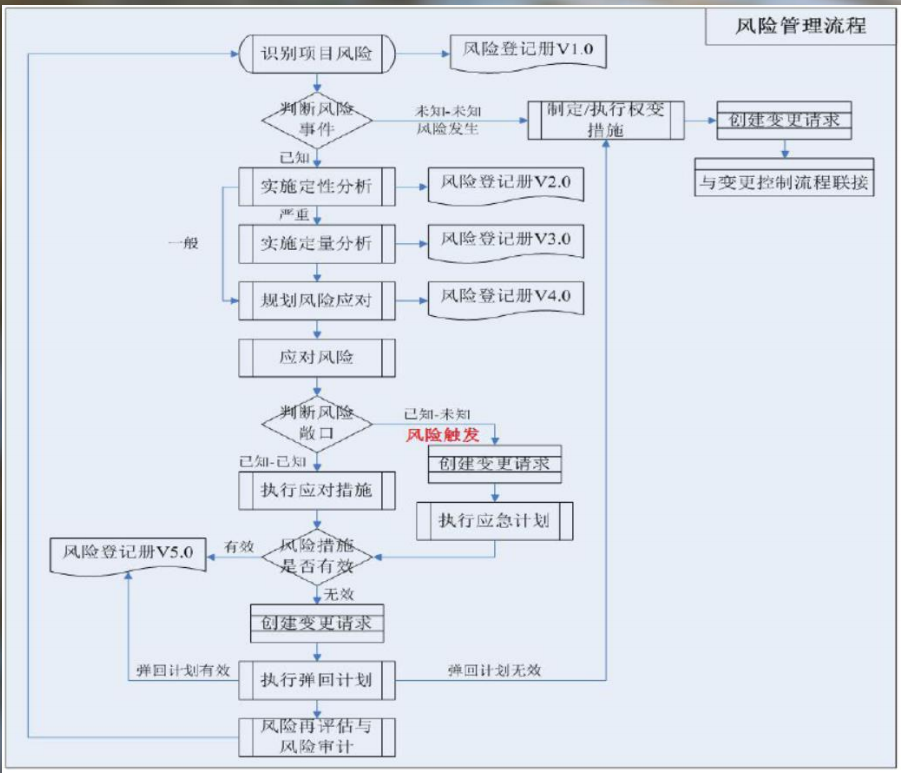 风险管理流程
识别项目风险
风险登记册V1.0
判断风险
事件
未知-未知
风险发生
制定/执行权变
措施
创建变更请求
与变更控制流程联接
已知
实施定性分析
风险登记册V2.0
严重
一般
实施定量分析
风险登记册V3.0
规划风险应对
风险登记册V4.0
应对风险
判断风险
敞口
已知-未知
风险触发
创建变更请求
已知-已知
执行应对措施
执行应急计划
风险措施
是否有效
有效
风险登记册V5.0
无效
创建变更请求
弹回计划有效
执行弹回计划
弹回计划无效
风险再评估与
风险审计